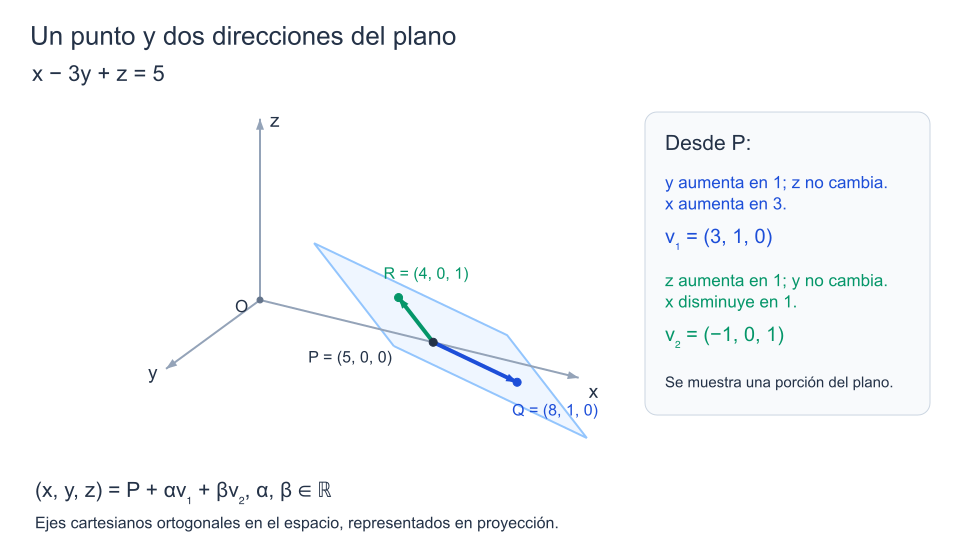 Un punto y dos direcciones del plano
x − 3y + z = 5
z
O
y
x
R = (4, 0, 1)
P = (5, 0, 0)
Q = (8, 1, 0)
Desde P:
y aumenta en 1; z no cambia.
x aumenta en 3.
v₁ = (3, 1, 0)
z aumenta en 1; y no cambia.
x disminuye en 1.
v₂ = (−1, 0, 1)
Se muestra una porción del plano.
(x, y, z) = P + αv₁ + βv₂, α, β ∈ ℝ
Ejes cartesianos ortogonales en el espacio, representados en proyección.